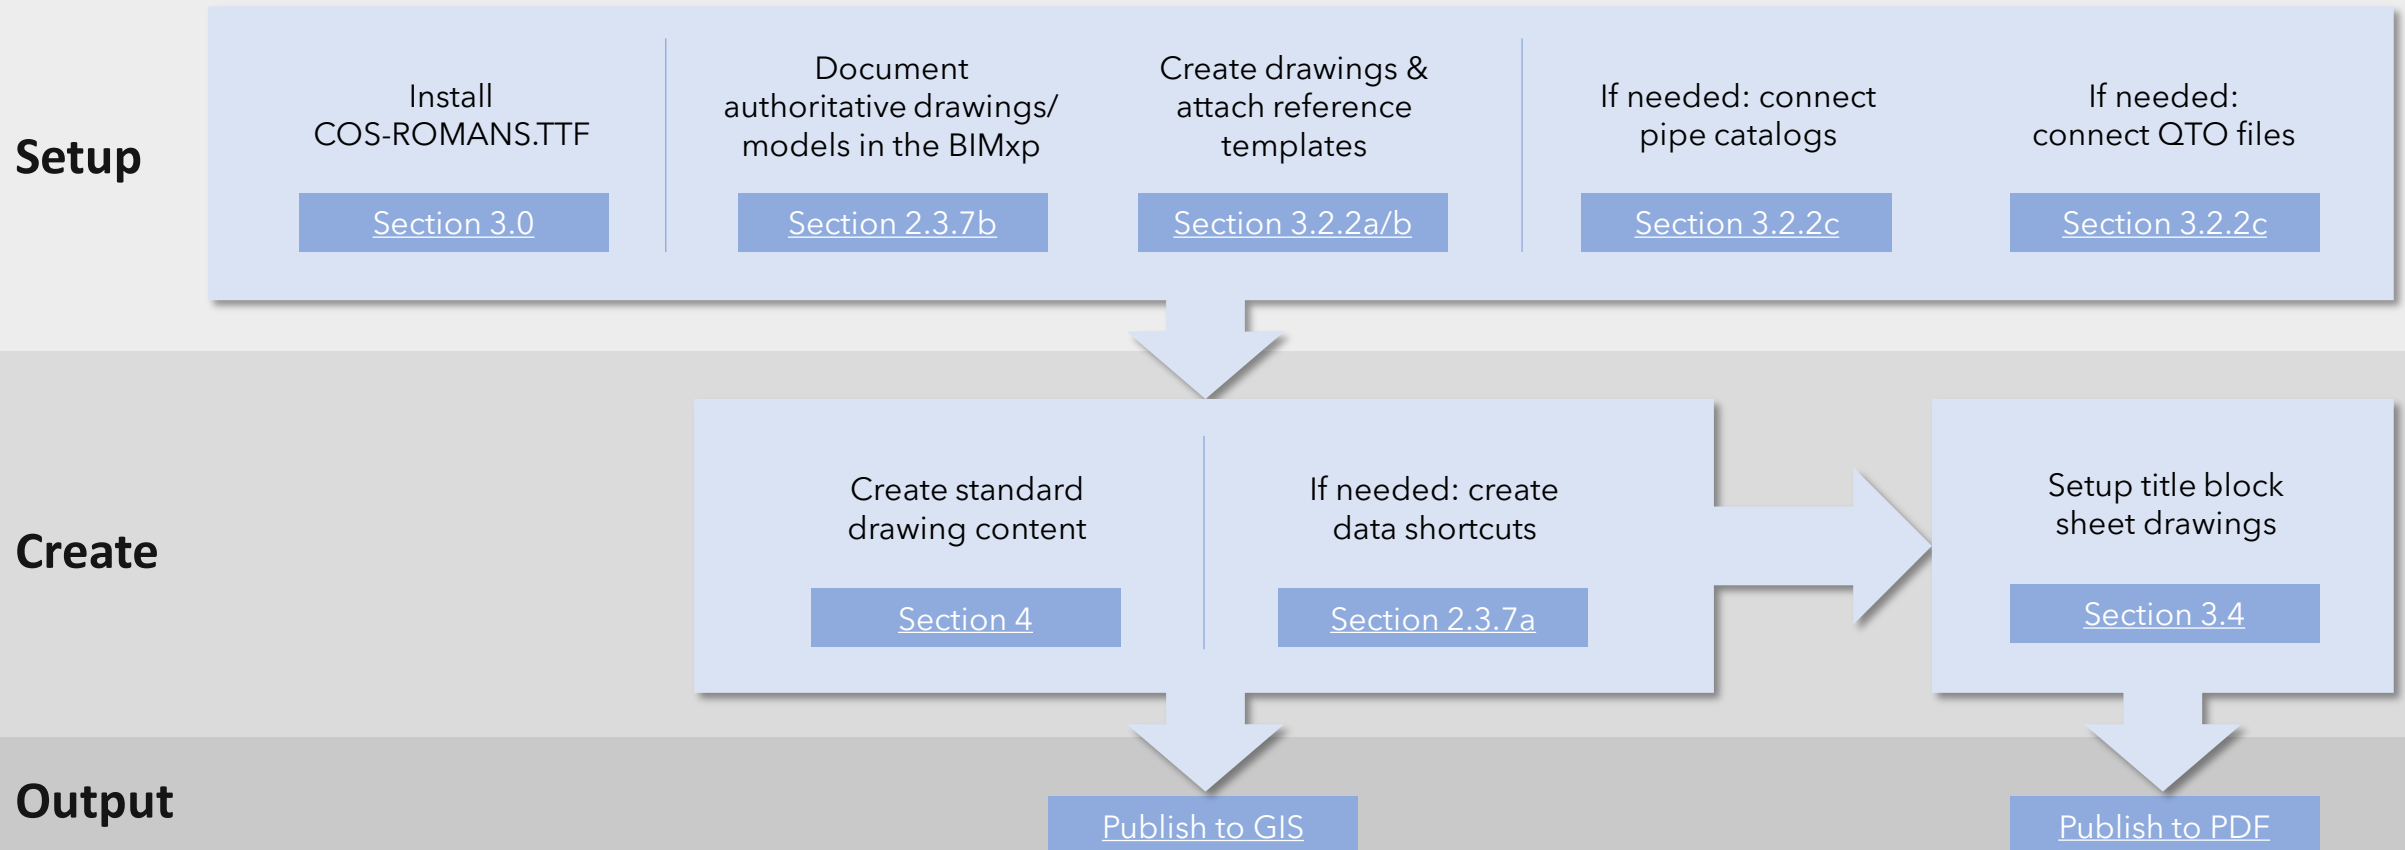 Setup
Install
COS-ROMANS.TTF
Section 3.0
Document
authoritative drawings/
models in the BIMxp
Section 2.3.7b
Create drawings &
attach reference
templates
Section 3.2.2a/b
If needed: connect
pipe catalogs
Section 3.2.2c
If needed:
connect QTO files
Section 3.2.2c
Create
Create standard
drawing content
Section 4
If needed: create
data shortcuts
Section 2.3.7a
Setup title block
sheet drawings
Section 3.4
Output
Publish to GIS
Publish to PDF